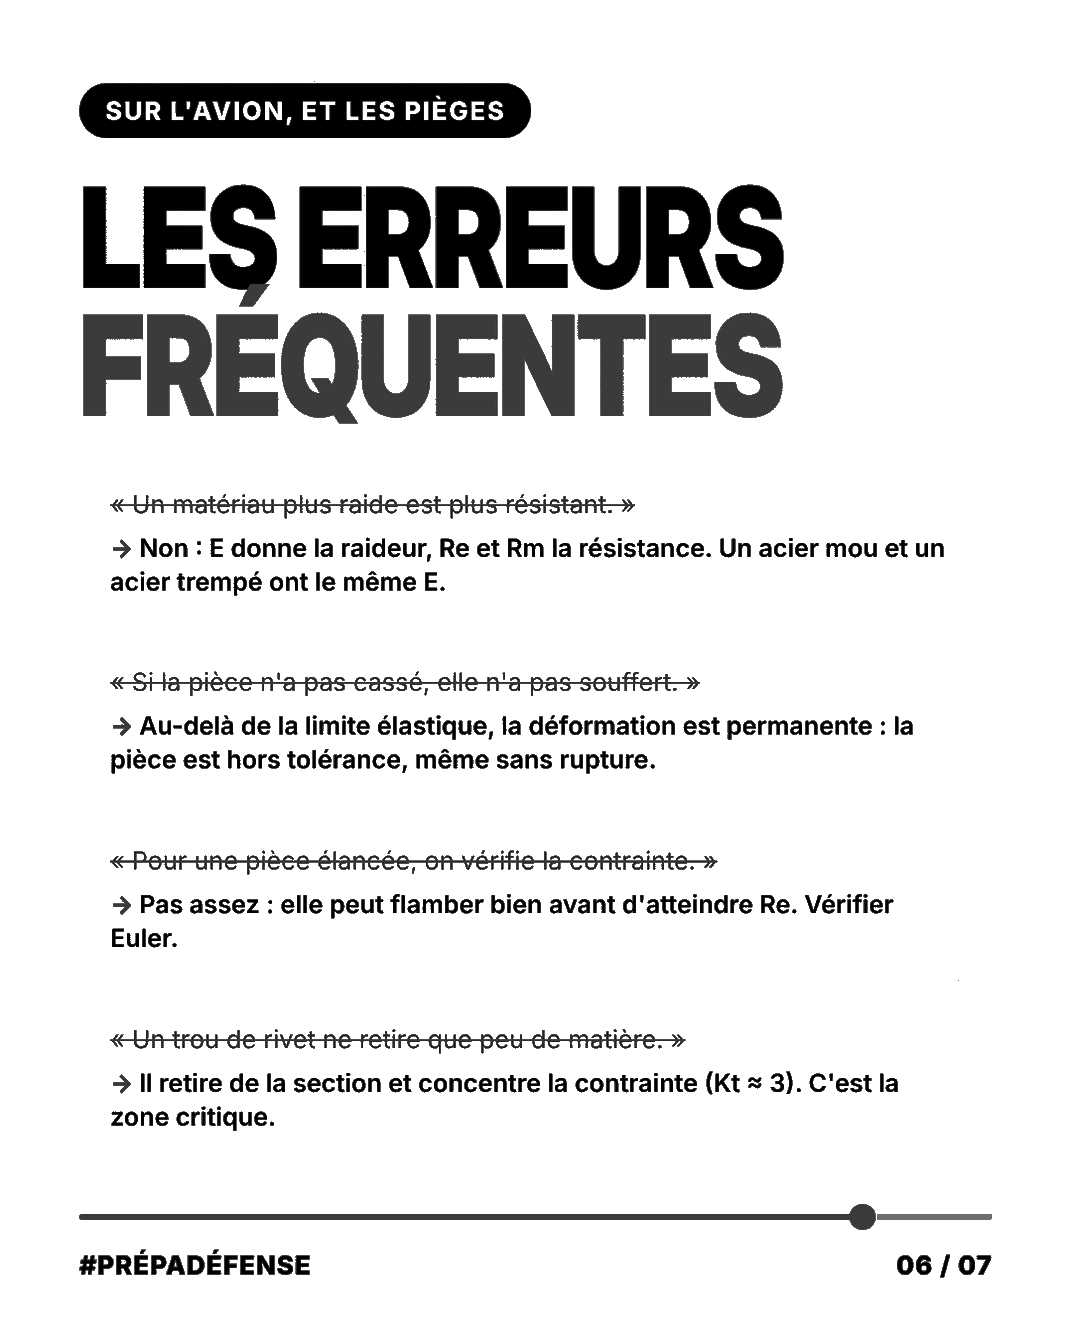 SUR L'AVION, ET LES PIÈGES
LES ERREURS
FRÉQUENTES
« Un matériau plus raide est plus résistant. »
→ Non : E donne la raideur, Re et Rm la résistance. Un acier mou et un
acier trempé ont le même E.
« Si la pièce n'a pas cassé, elle n'a pas souffert. »
→ Au-delà de la limite élastique, la déformation est permanente : la
pièce est hors tolérance, même sans rupture.
« Pour une pièce élancée, on vérifie la contrainte. »
→ Pas assez : elle peut flamber bien avant d'atteindre Re. Vérifier
Euler.
« Un trou de rivet ne retire que peu de matière. »
→ Il retire de la section et concentre la contrainte (Kt ≈ 3). C'est la
zone critique.
#PRÉPADÉFENSE
06 / 07